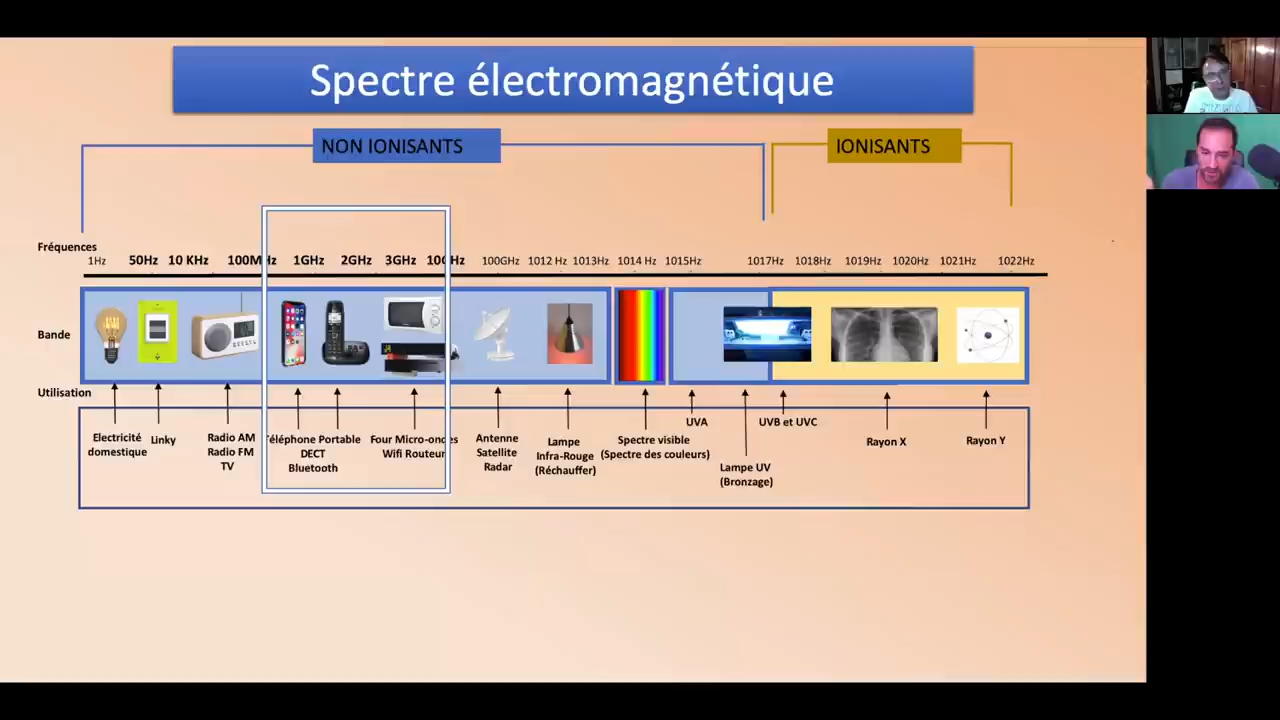 Spectre électromagnétique
NON IONISANTS
IONISANTS
Fréquences
1Hz 50Hz 10 KHz 100MHz 1GHz 2GHz 3GHz 10GHz 100GHz 1012 Hz 1013Hz 1014 Hz 1015Hz 1017Hz 1018Hz 1019Hz 1020Hz 1021Hz 1022Hz
Bande
Utilisation
Electricité
domestique
Linky
Radio AM
Radio FM
TV
Téléphone Portable
DECT
Bluetooth
Four Micro-ondes
Wifi Routeur
Antenne
Satellite
Radar
Lampe
Infra-Rouge
(Réchauffer)
Spectre visible
(Spectre des couleurs)
UVA
Lampe UV
(Bronzage)
UVB et UVC
Rayon X
Rayon Y